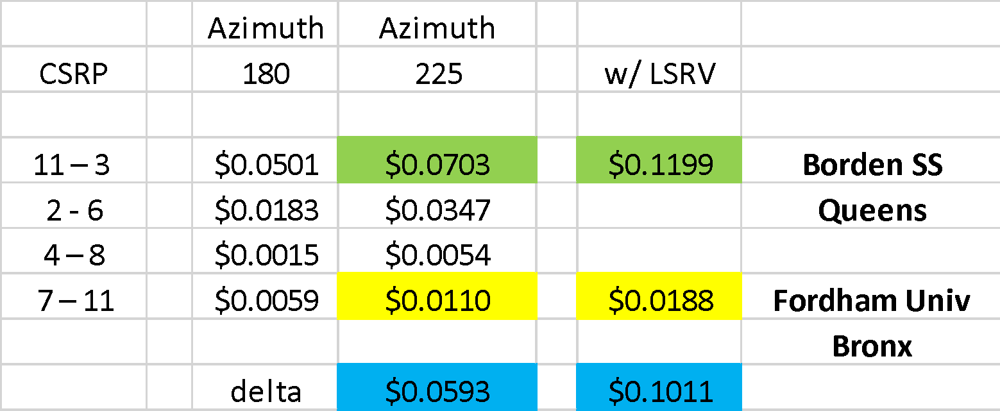 Azimuth Azimuth
CSRP 180 225 w/ LSRV
11 – 3 $0.0501 $0.0703 $0.1199 Borden SS
2 - 6 $0.0183 $0.0347 Queens
4 – 8 $0.0015 $0.0054
7 – 11 $0.0059 $0.0110 $0.0188 Fordham Univ
Bronx
delta $0.0593 $0.1011